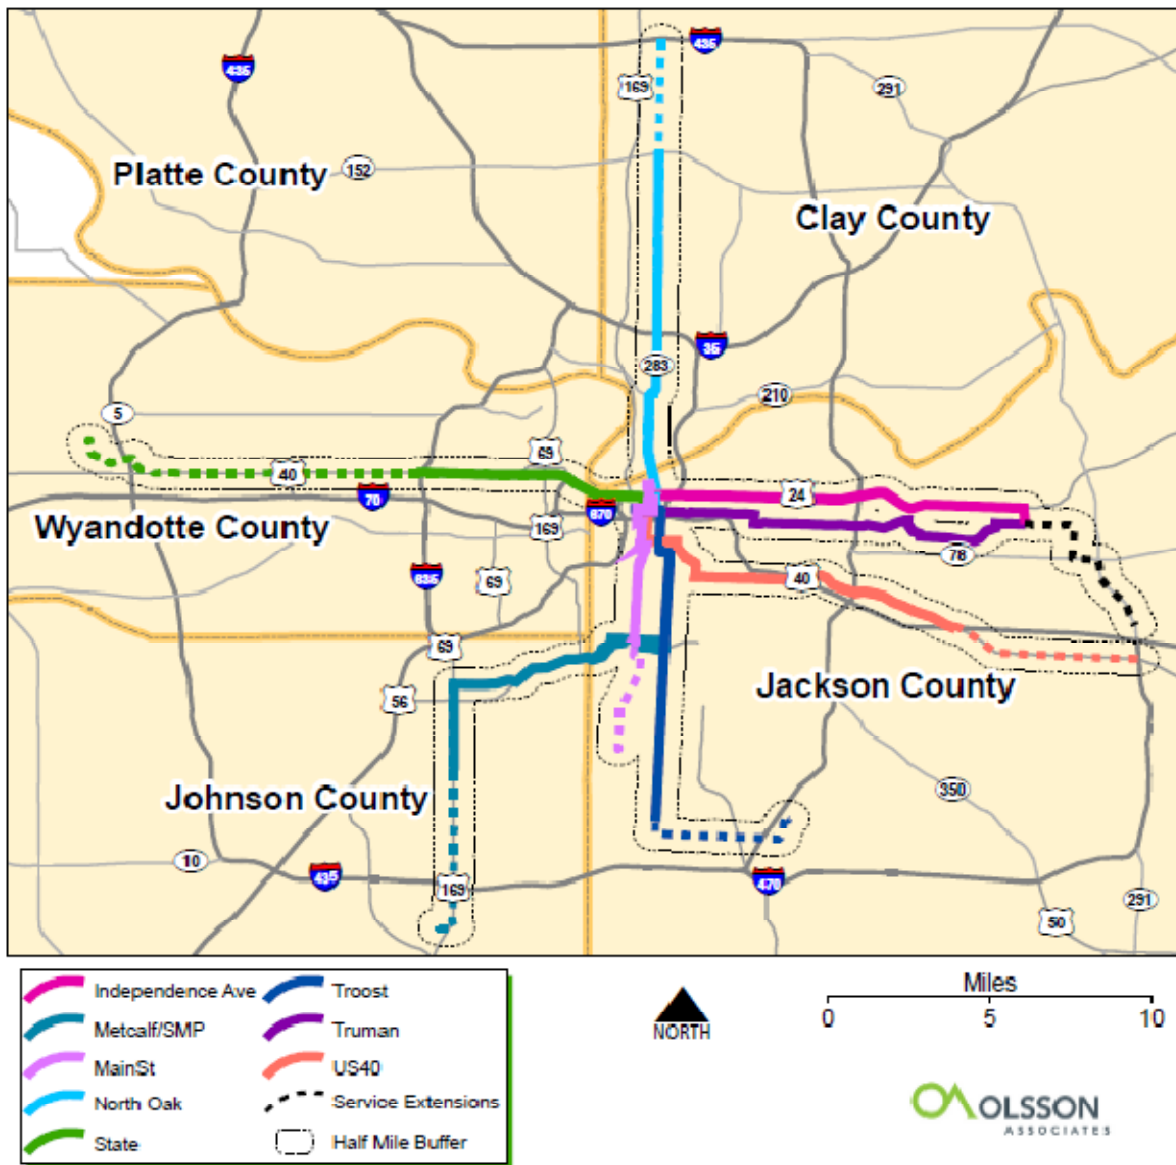 435
435
169
291
Platte County
152
Clay County
35
283
210
5
69
40
24
70
670
Wyandotte County
169
78
635
69
40
69
Jackson County
56
Johnson County
350
10
435
169
470
291
50
Independence Ave
Metcalf/SMP
MainSt
North Oak
State
Troost
Truman
US40
Service Extensions
Half Mile Buffer
NORTH
Miles
0 5 10
OLSSON
ASSOCIATES